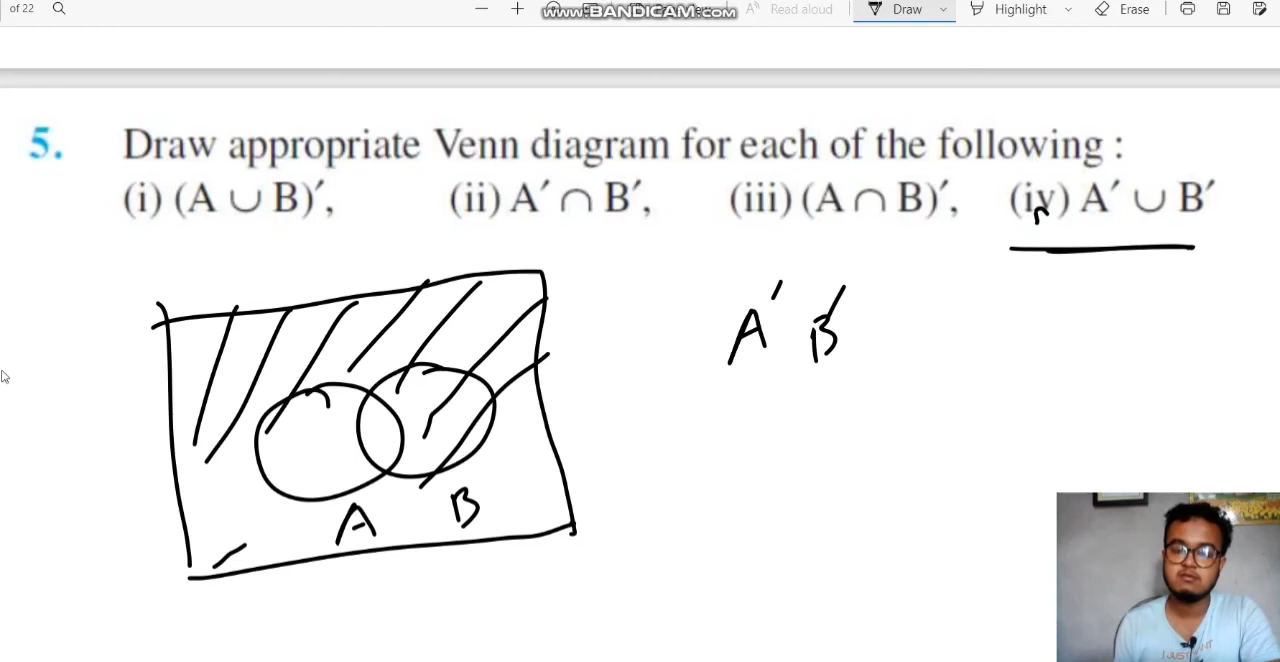 of 22 www.BANDICAM.com Read aloud Draw Highlight Erase
5. Draw appropriate Venn diagram for each of the following :
(i) (A ∪ B)′, (ii) A′ ∩ B′, (iii) (A ∩ B)′, (iv) A′ ∪ B′
A′ B′
A B